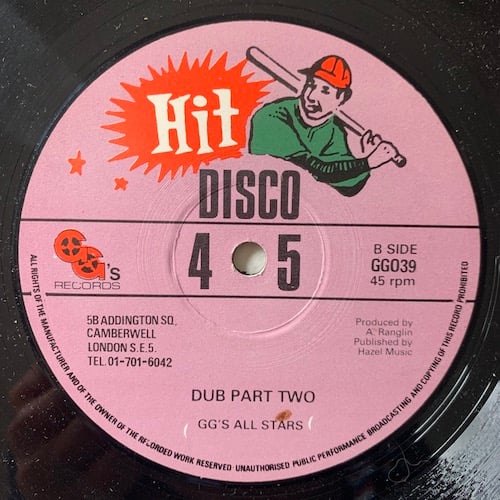 Hit
DISCO
4 5
B SIDE
GG039
45 rpm
GG's
RECORDS
5B ADDINGTON SQ,
CAMBERWELL
LONDON S.E.5.
TEL.01-701-6042
Produced by
A. Ranglin
Published by
Hazel Music
DUB PART TWO
GG'S ALL STARS
ALL RIGHTS OF THE MANUFACTURER AND OF THE OWNER OF THE RECORDED WORK RESERVED·UNAUTHORISED PUBLIC PERFORMANCE BROADCASTING AND COPYING OF THIS RECORD PROHIBITED